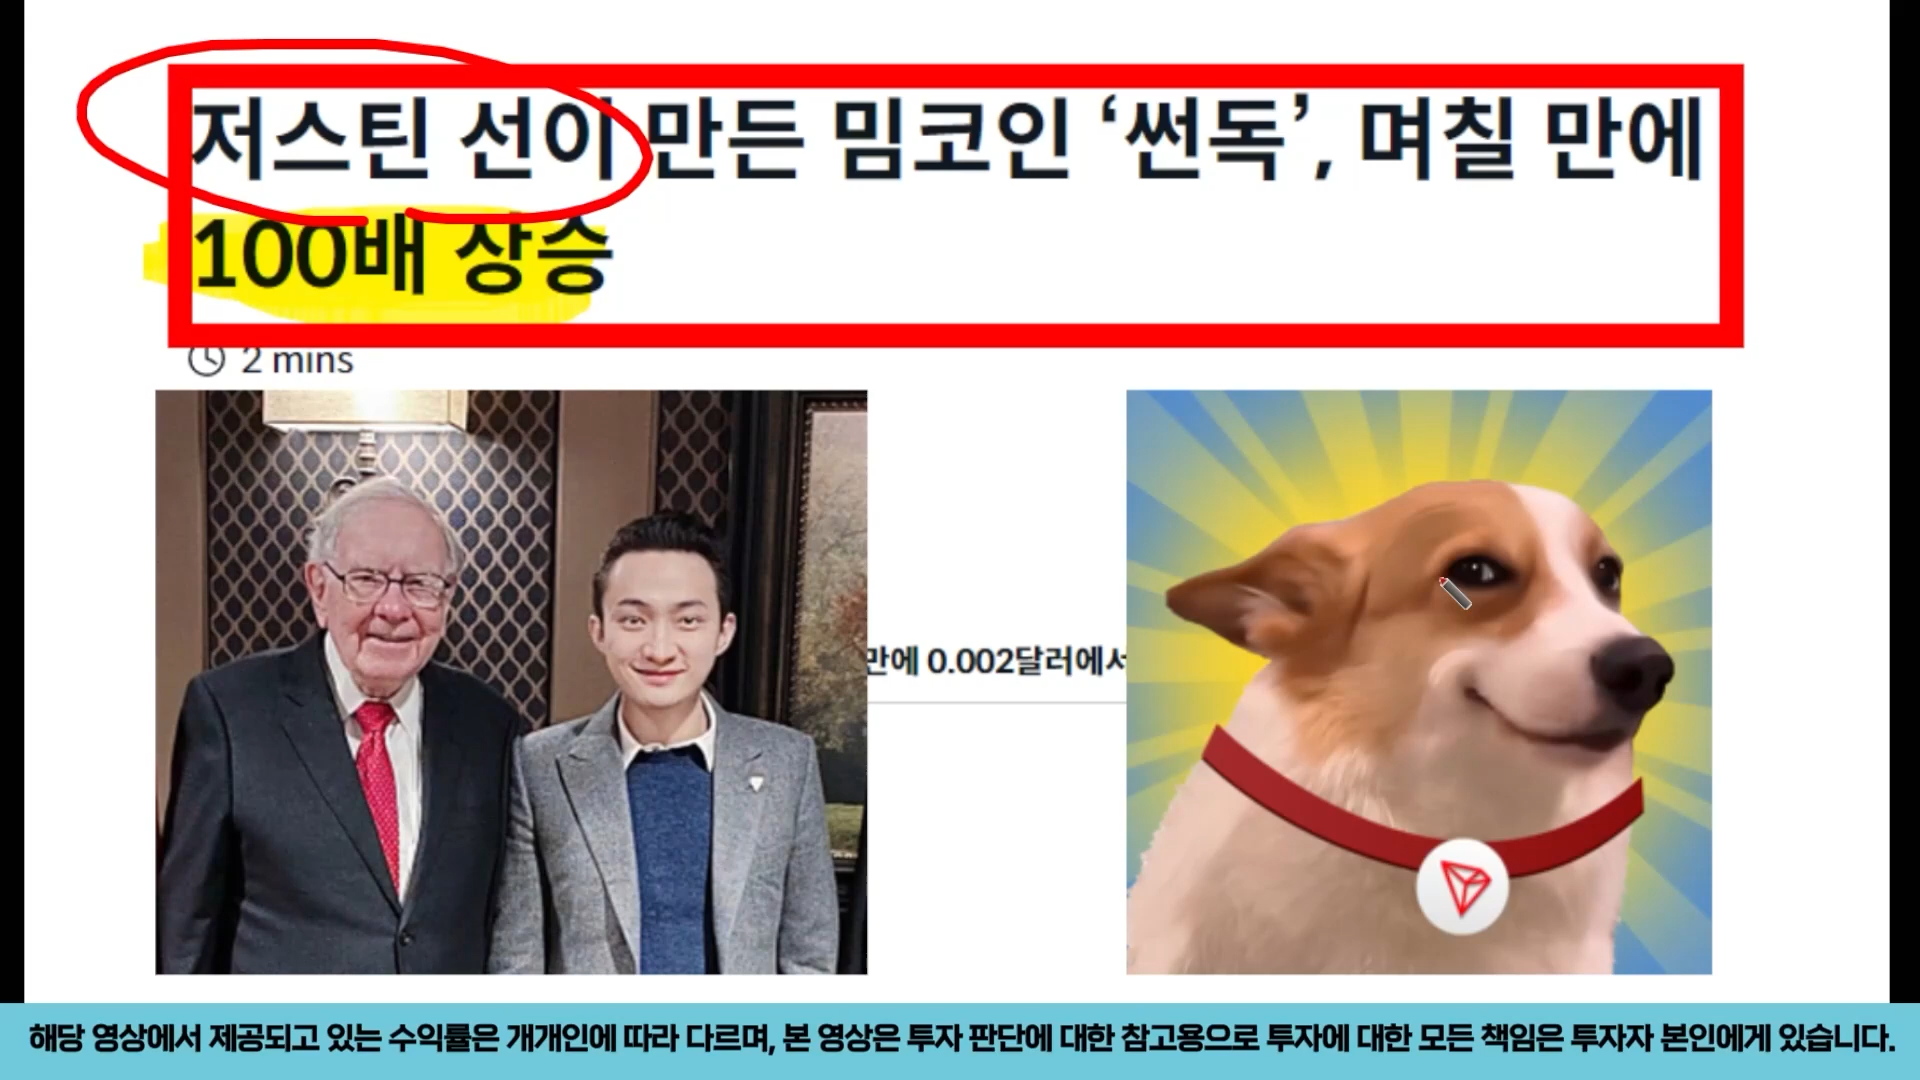 저스틴 선이 만든 밈코인 ‘썬독’, 며칠 만에
100배 상승
2 mins
만에 0.002달러에서
해당 영상에서 제공되고 있는 수익률은 개개인에 따라 다르며, 본 영상은 투자 판단에 대한 참고용으로 투자에 대한 모든 책임은 투자자 본인에게 있습니다.